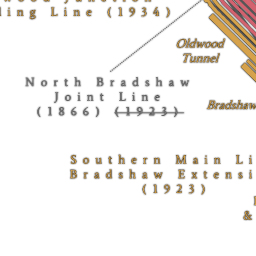 ling Line (1934)
Oldwood
Tunnel
North Bradshaw
Joint Line
(1866) (1923)
Bradshaw
Southern Main Li
Bradshaw Extensi
(1923)
&